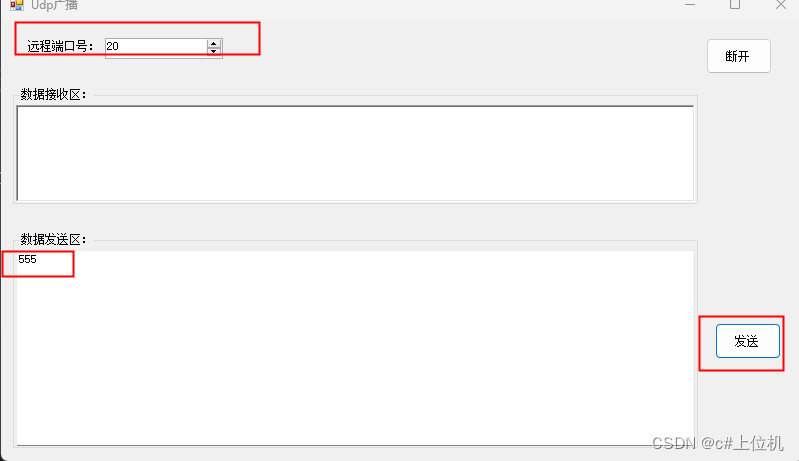 Udp广播
远程端口号： 20
断开
数据接收区：
数据发送区：
555
发送
CSDN @c#上位机